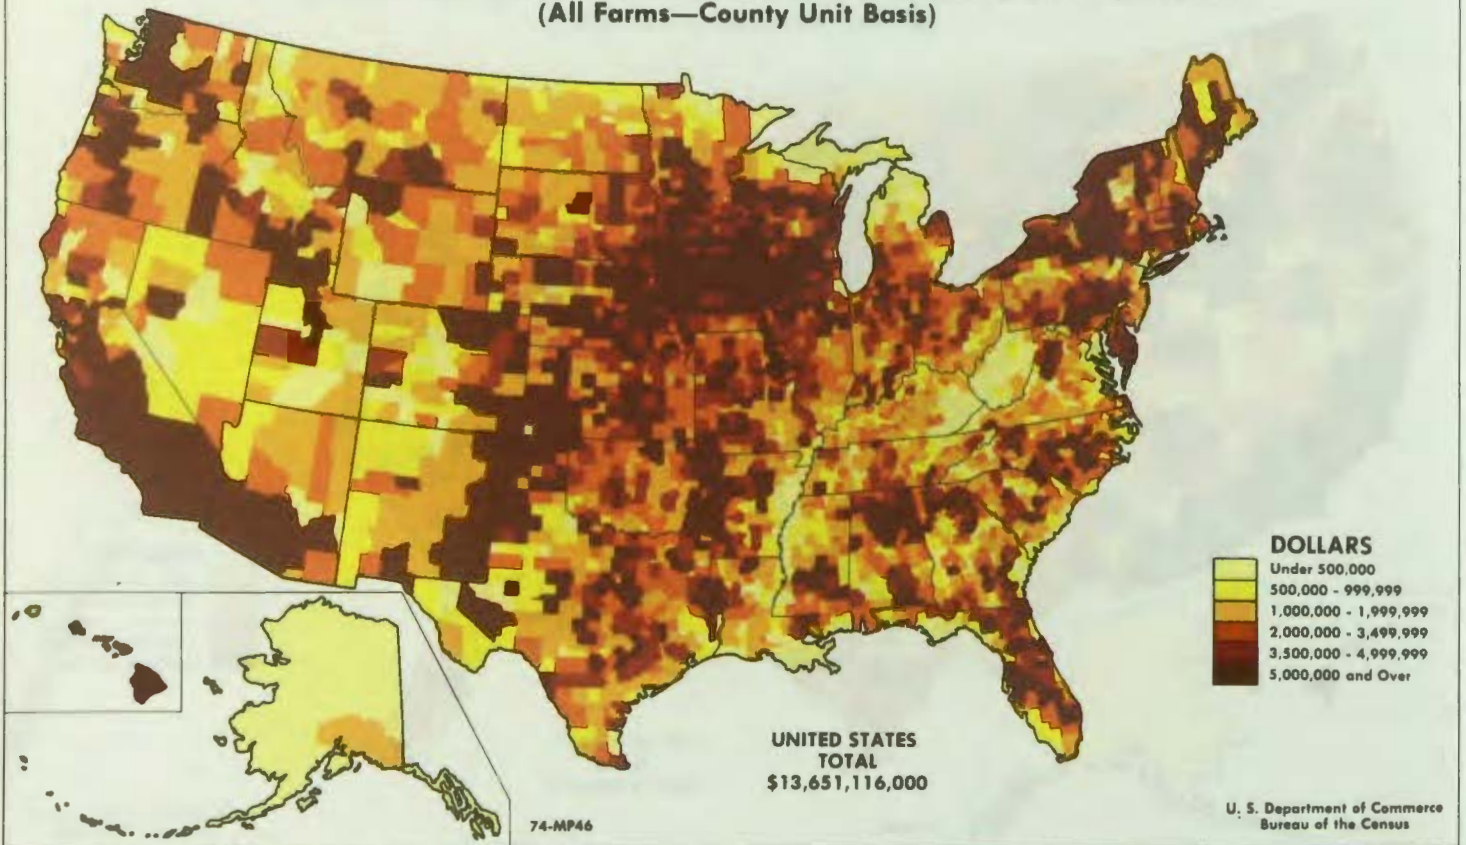 (All Farms—County Unit Basis)
DOLLARS
Under 500,000
500,000 - 999,999
1,000,000 - 1,999,999
2,000,000 - 3,499,999
3,500,000 - 4,999,999
5,000,000 and Over
UNITED STATES
TOTAL
$13,651,116,000
74-MP46
U. S. Department of Commerce
Bureau of the Census